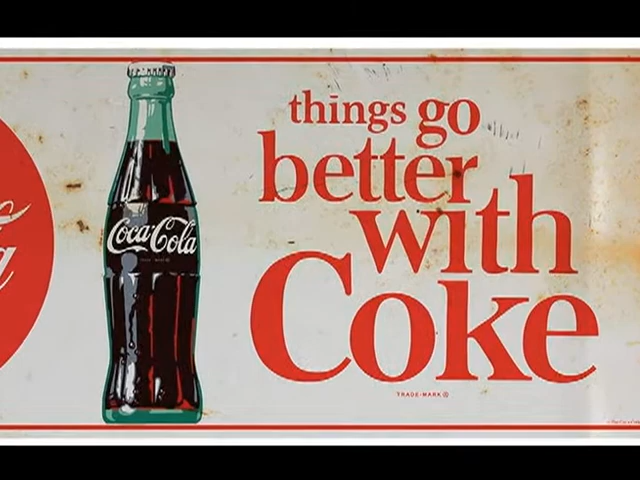 Coca-Cola
things go
better
with
Coke
TRADE-MARK ®